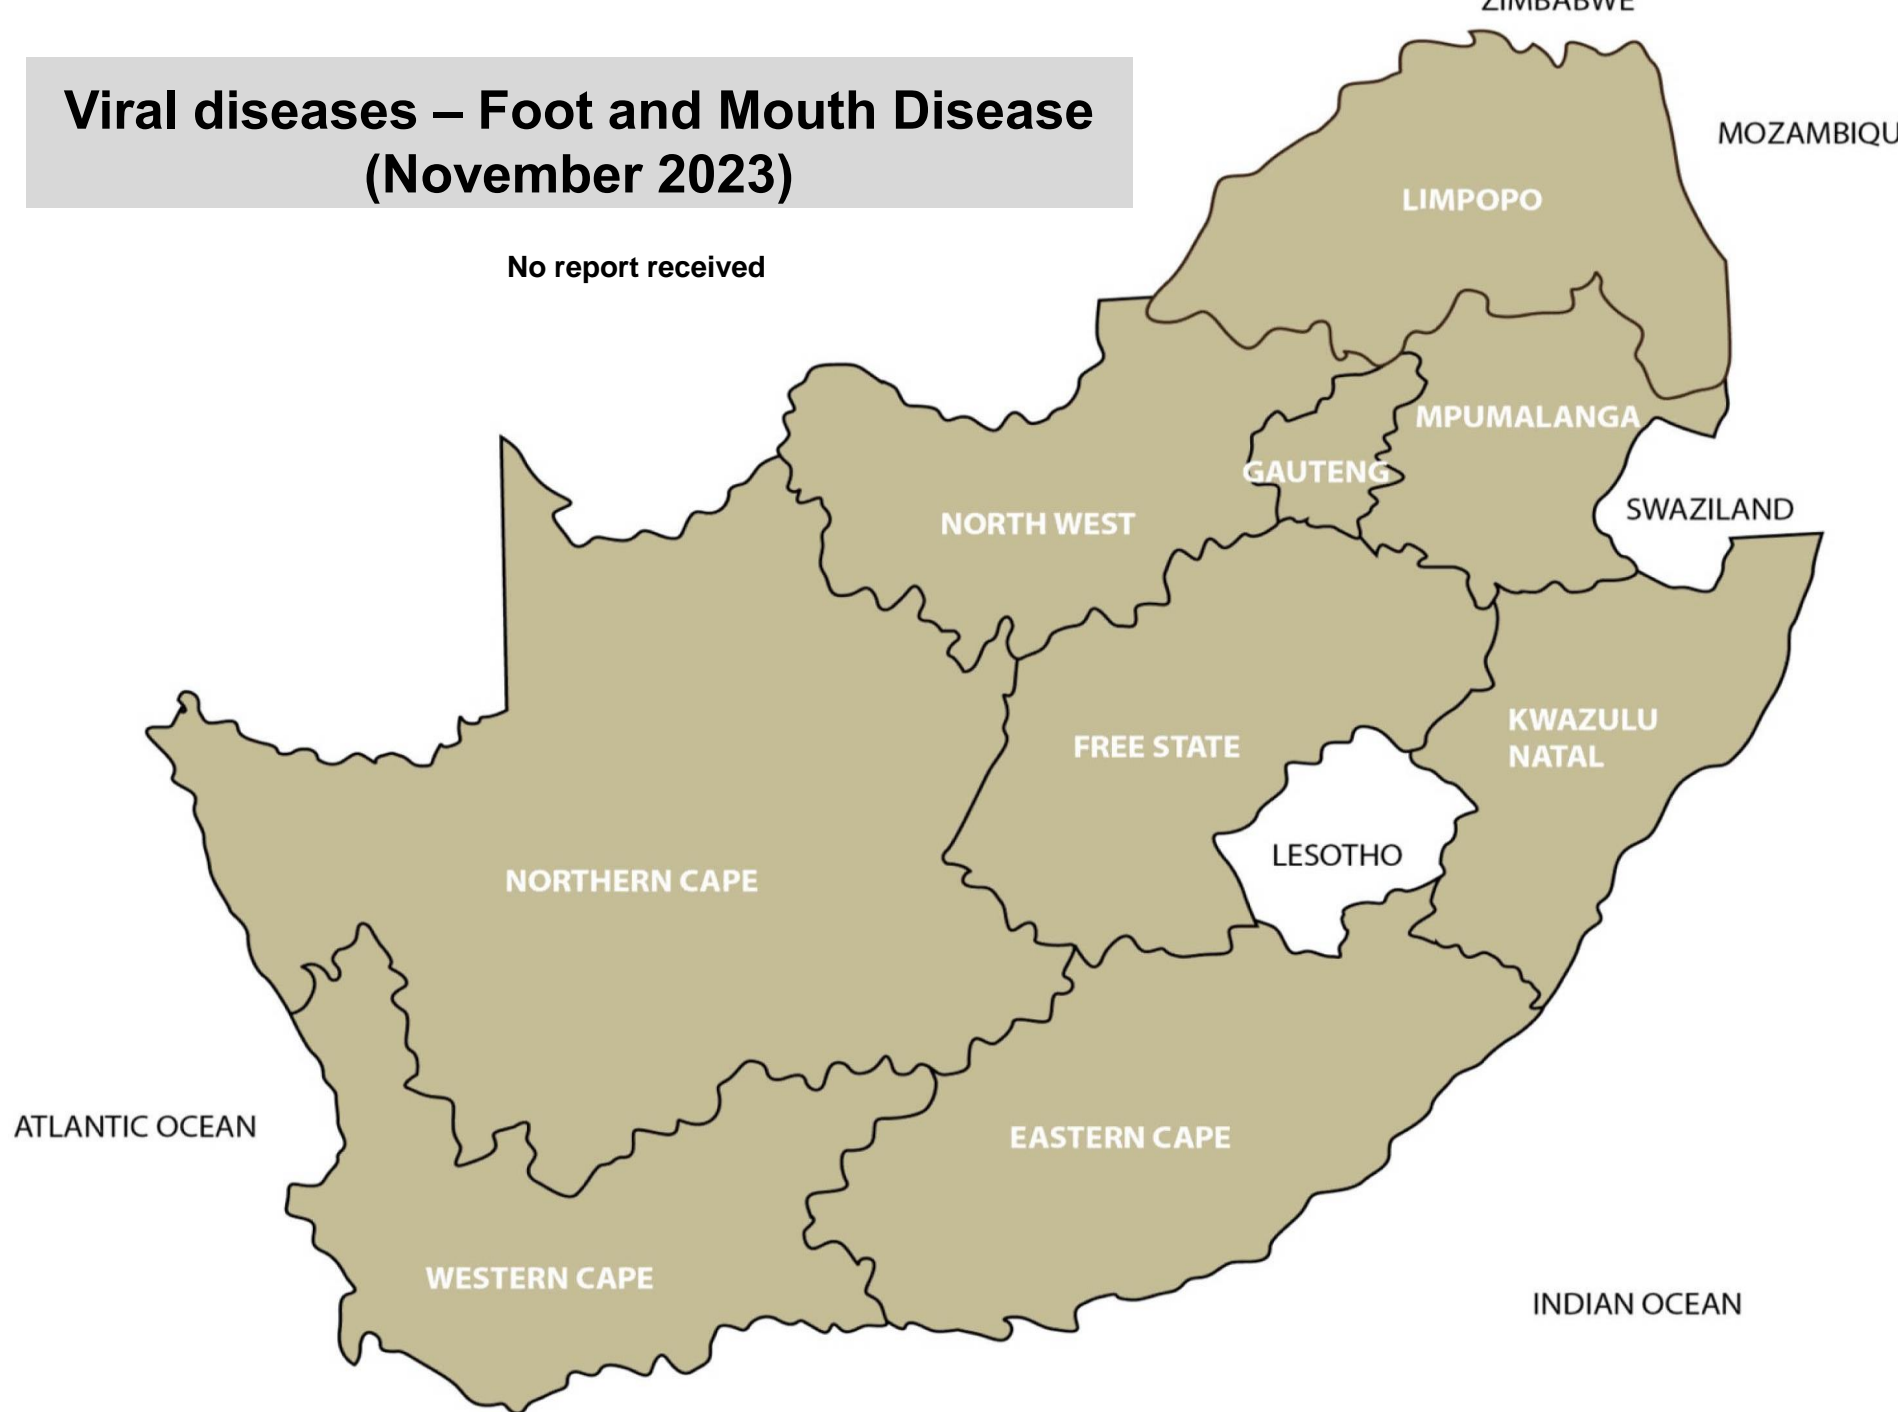 ZIMBABWE
Viral diseases – Foot and Mouth Disease
(November 2023)
MOZAMBIQU
LIMPOPO
No report received
MPUMALANGA
GAUTENG
SWAZILAND
NORTH WEST
KWAZULU
NATAL
FREE STATE
LESOTHO
NORTHERN CAPE
ATLANTIC OCEAN
EASTERN CAPE
WESTERN CAPE
INDIAN OCEAN